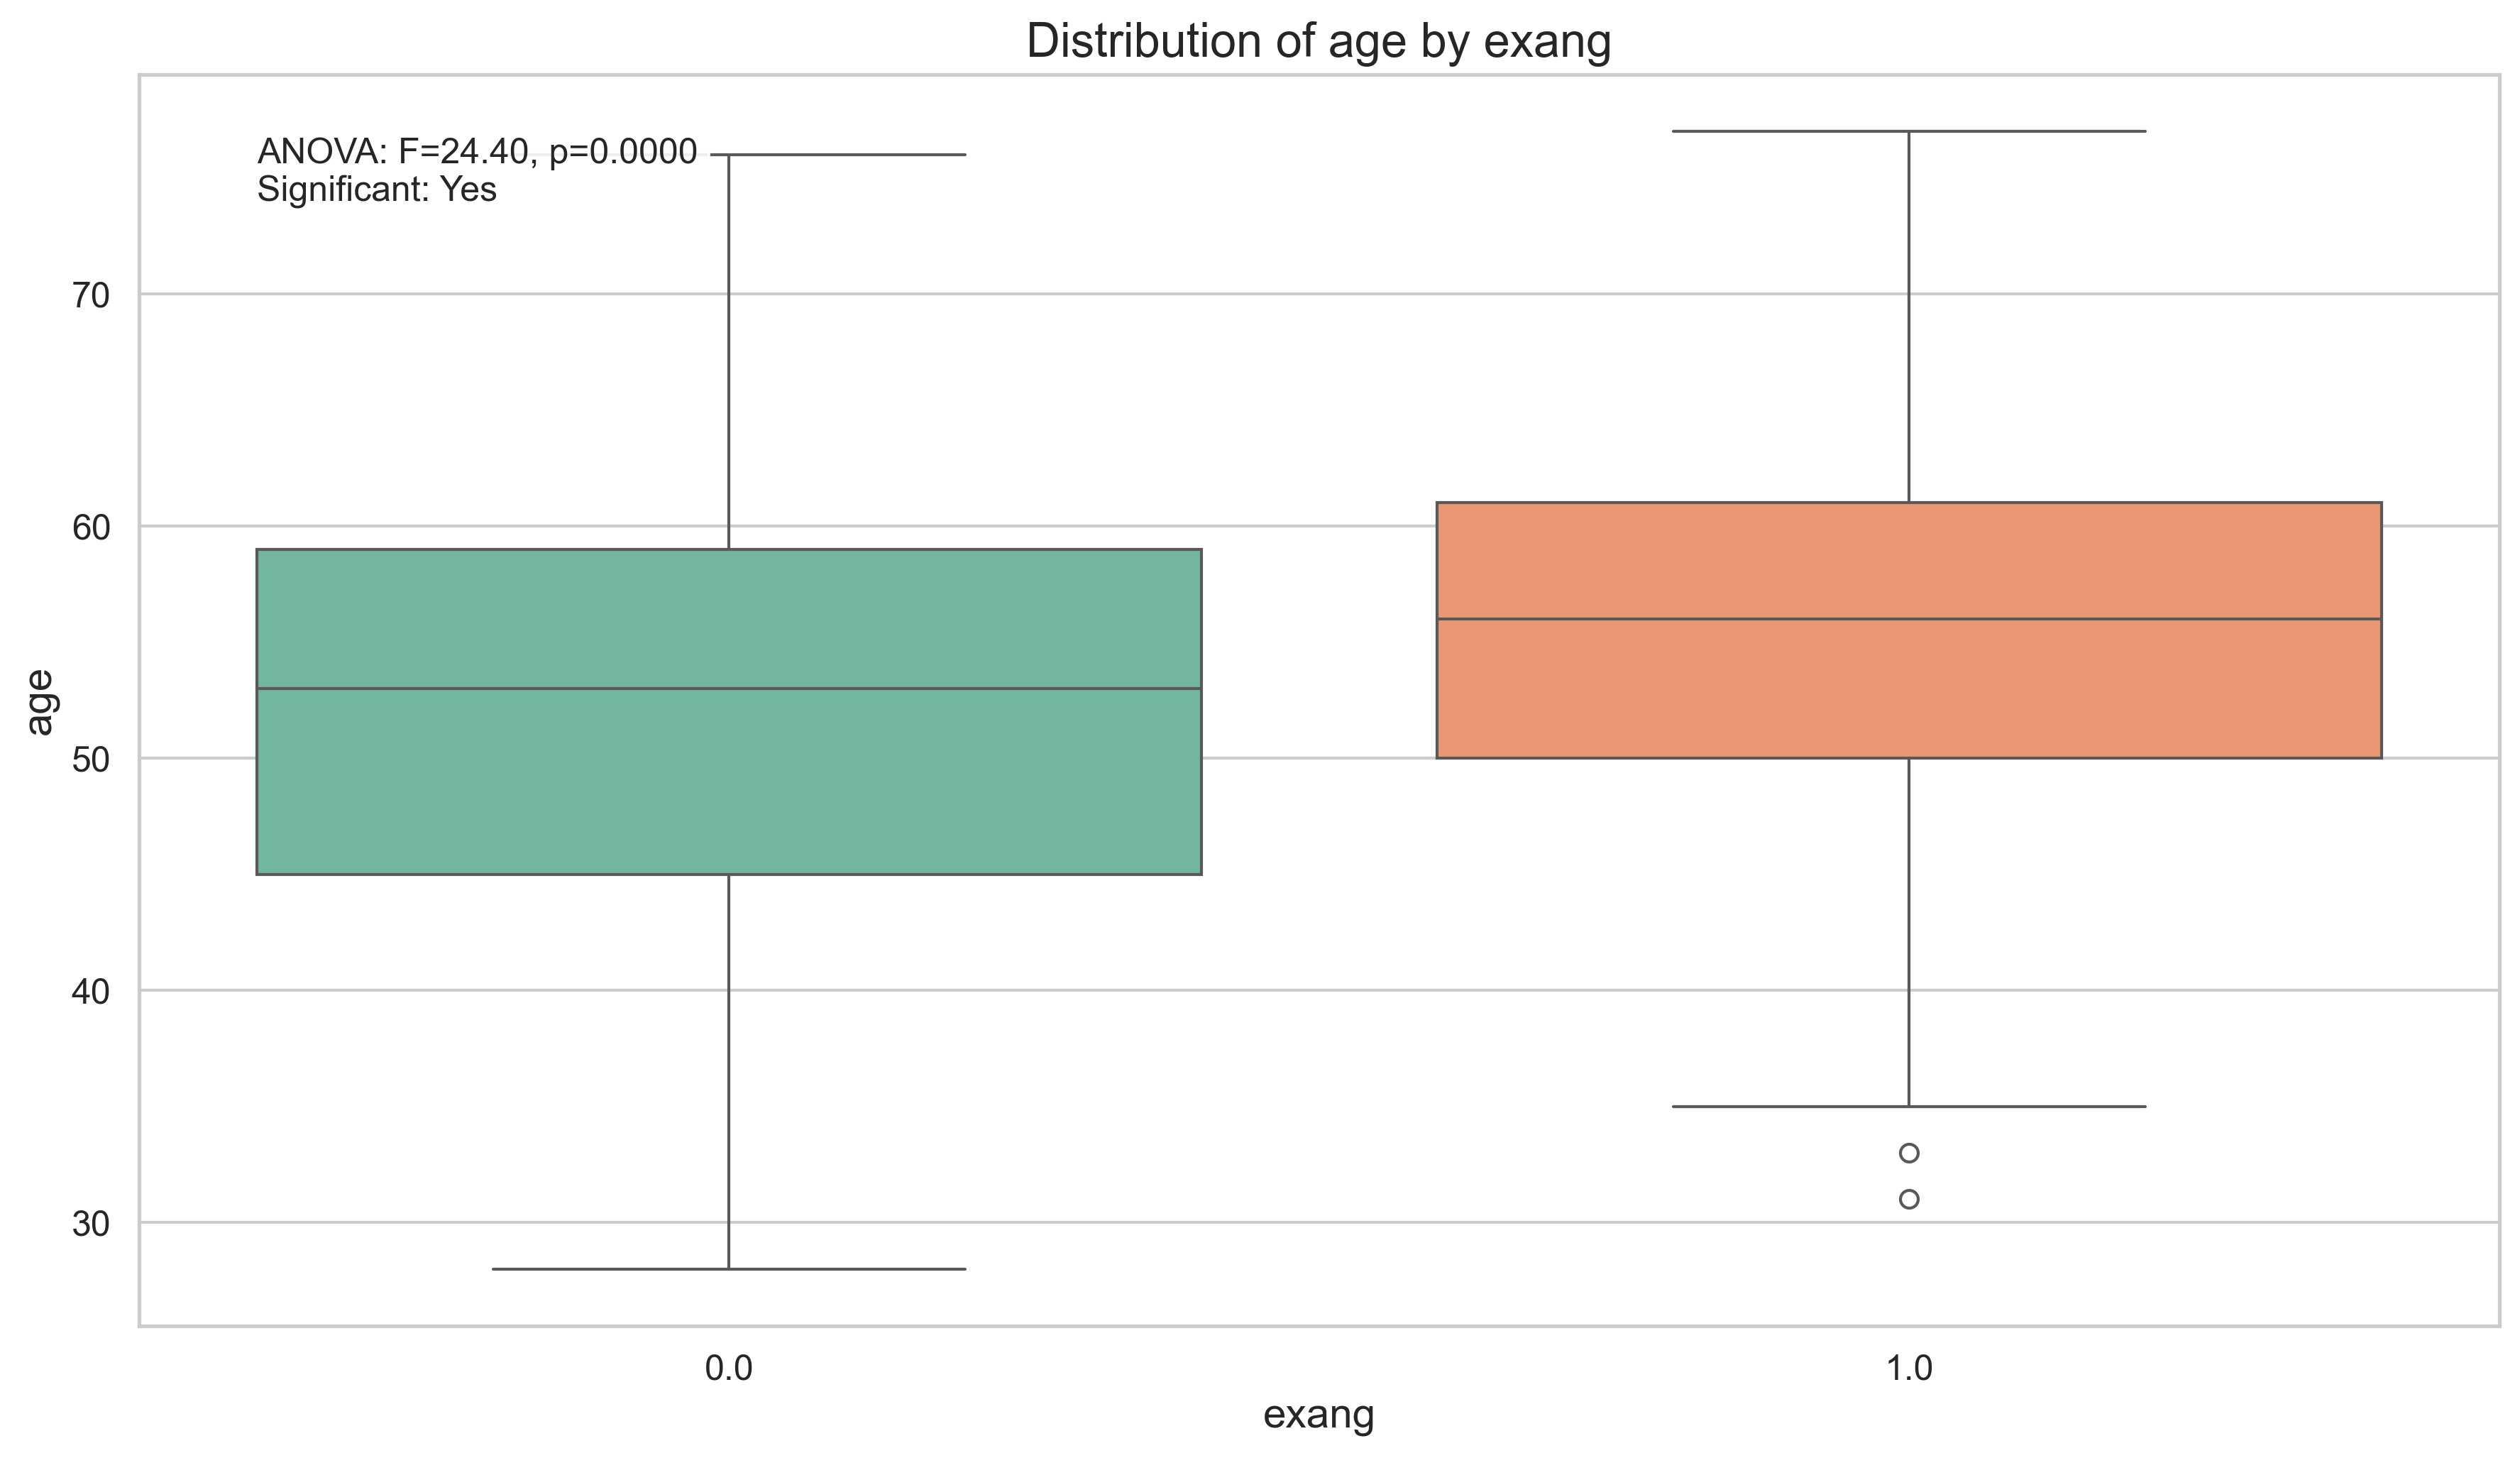 Distribution of age by exang
ANOVA: F=24.40, p=0.0000
Significant: Yes
70
60
50
40
30
age
0.0
1.0
exang